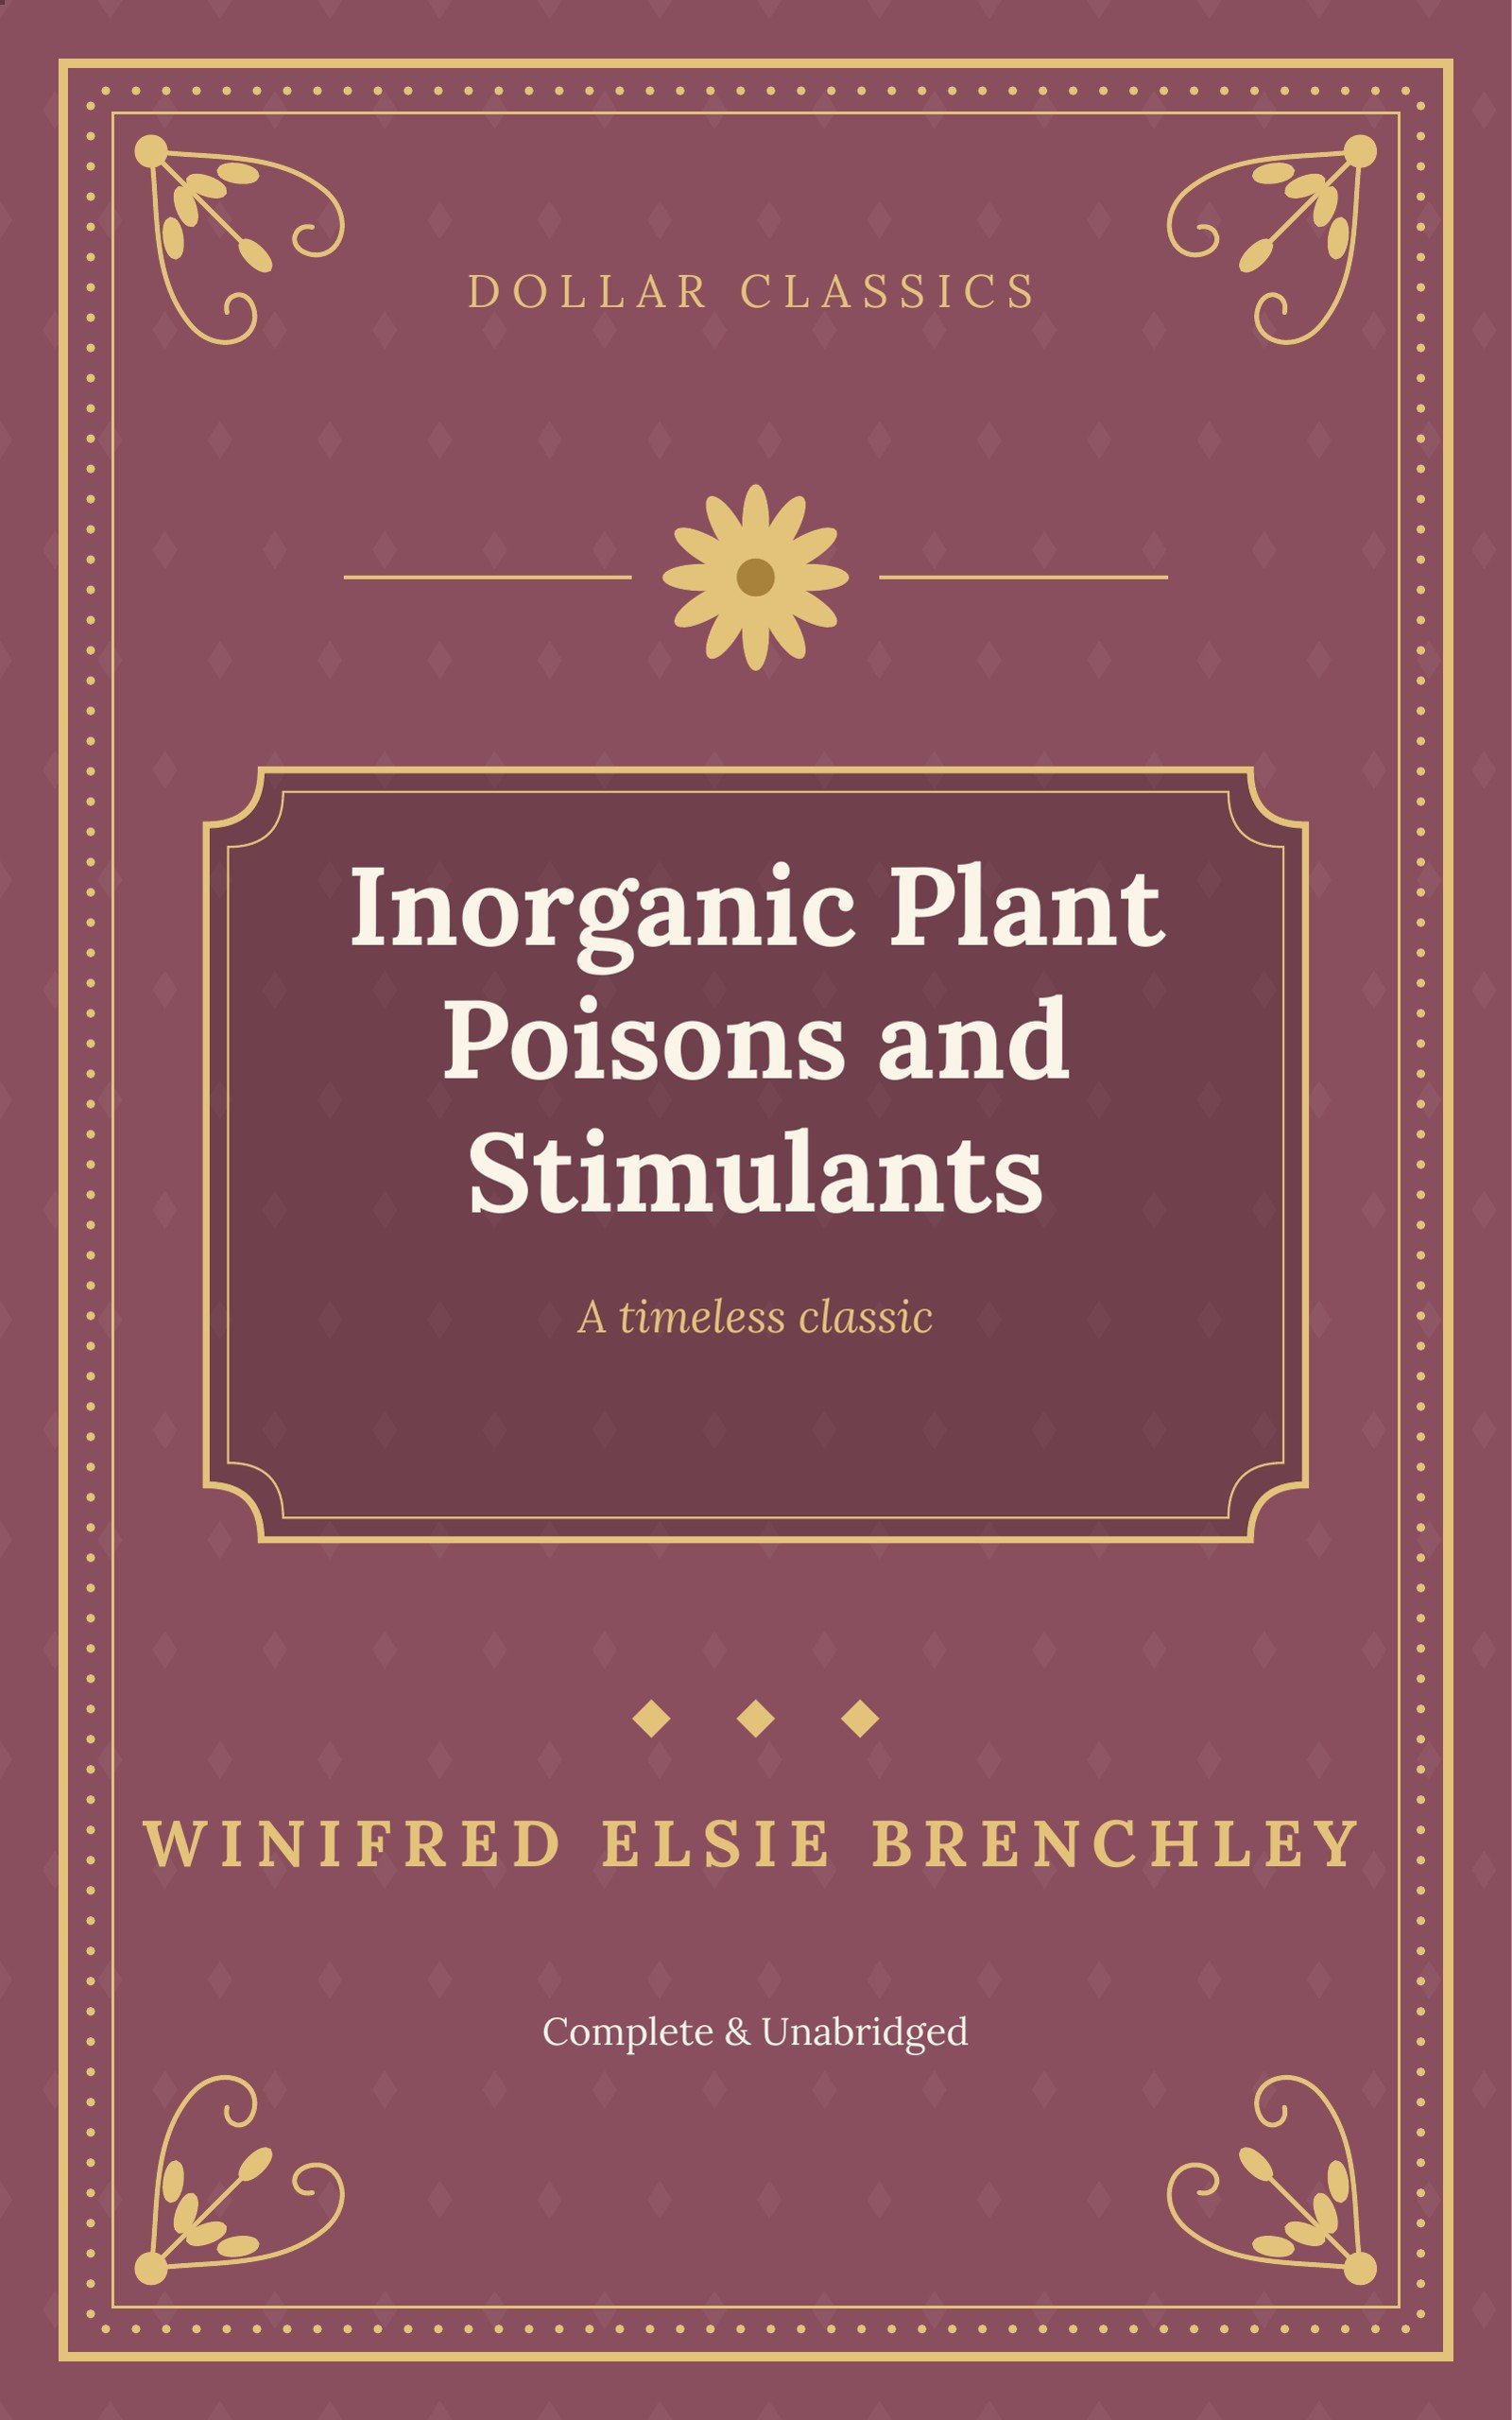 DOLLAR CLASSICS
Inorganic Plant
Poisons and
Stimulants
A timeless classic
WINIFRED ELSIE BRENCHLEY
Complete & Unabridged